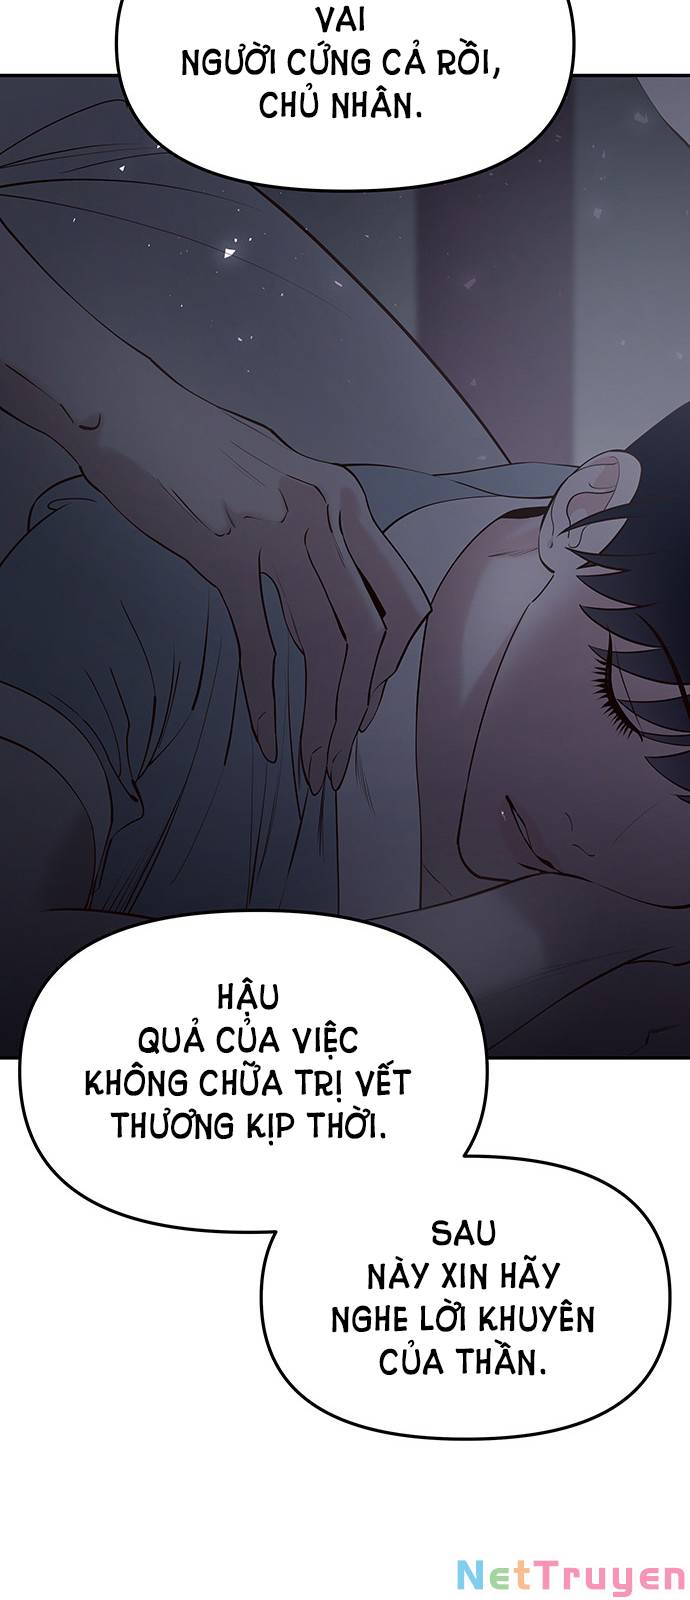 VAI
NGƯỜI CỨNG CẢ RỒI,
CHỦ NHÂN.
HẬU
QUẢ CỦA VIỆC
KHÔNG CHỮA TRỊ VẾT
THƯƠNG KỊP THỜI.
SAU
NÀY XIN HÃY
NGHE LỜI KHUYÊN
CỦA THẦN.
NetTruyen